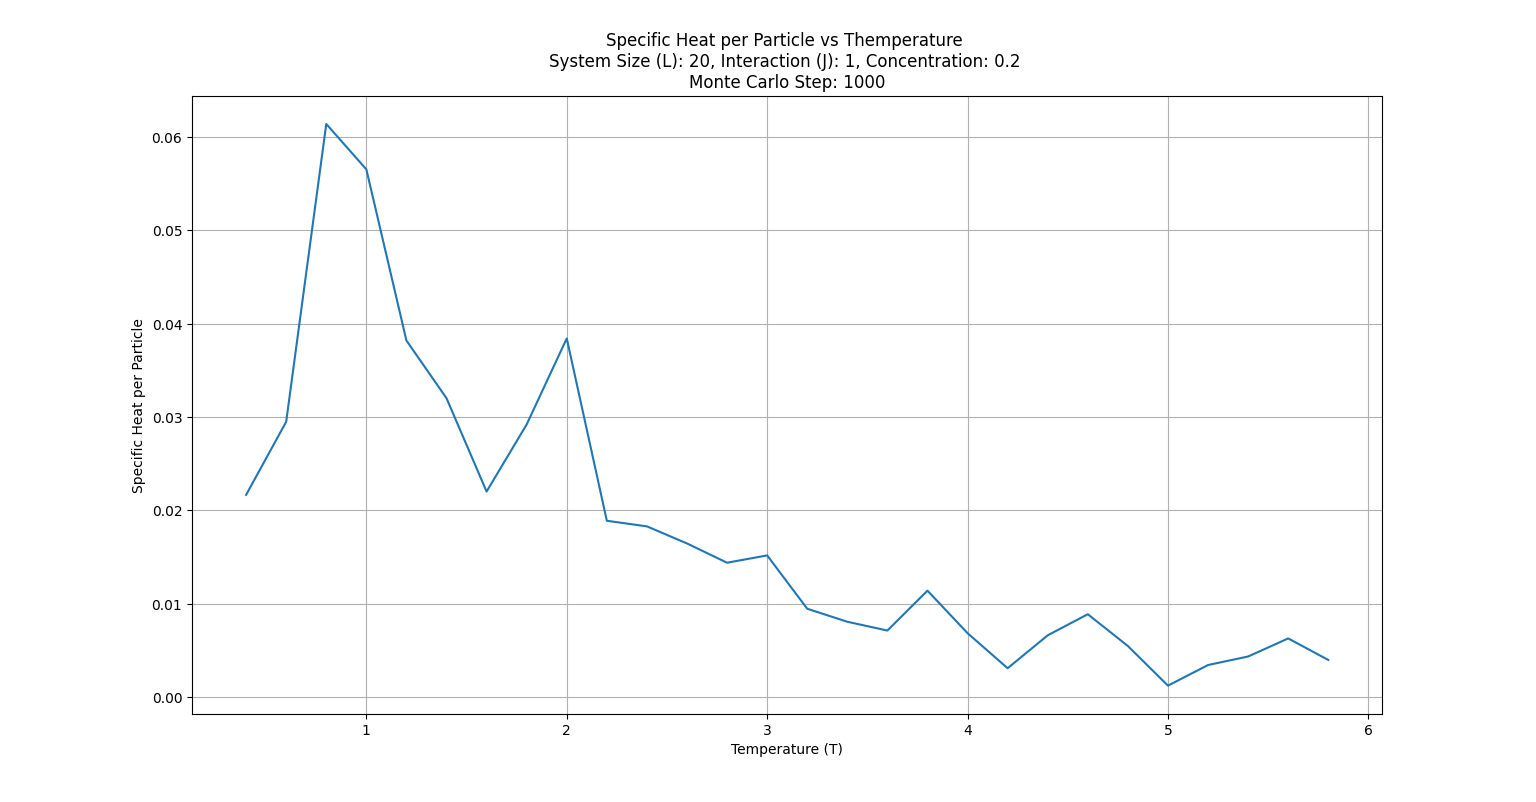 Specific Heat per Particle vs Themperature
System Size (L): 20, Interaction (J): 1, Concentration: 0.2
Monte Carlo Step: 1000
0.06
0.05
0.04
0.03
0.02
0.01
0.00
Specific Heat per Particle
1 2 3 4 5 6
Temperature (T)